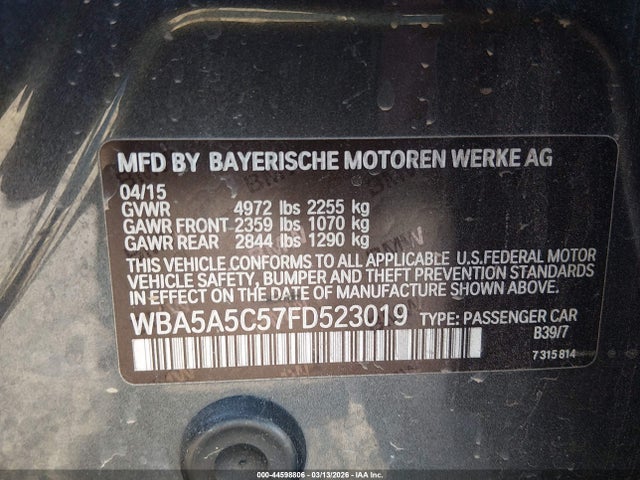 MFD BY BAYERISCHE MOTOREN WERKE AG
04/15
GVWR 4972 lbs 2255 kg
GAWR FRONT 2359 lbs 1070 kg
GAWR REAR 2844 lbs 1290 kg
THIS VEHICLE CONFORMS TO ALL APPLICABLE U.S.FEDERAL MOTOR
VEHICLE SAFETY, BUMPER AND THEFT PREVENTION STANDARDS
IN EFFECT ON THE DATE OF MANUFACTURE SHOWN ABOVE.
WBA5A5C57FD523019 TYPE: PASSENGER CAR
B39/7
7 315 814
000-44598806 - 03/13/2026 - IAAI, Inc.